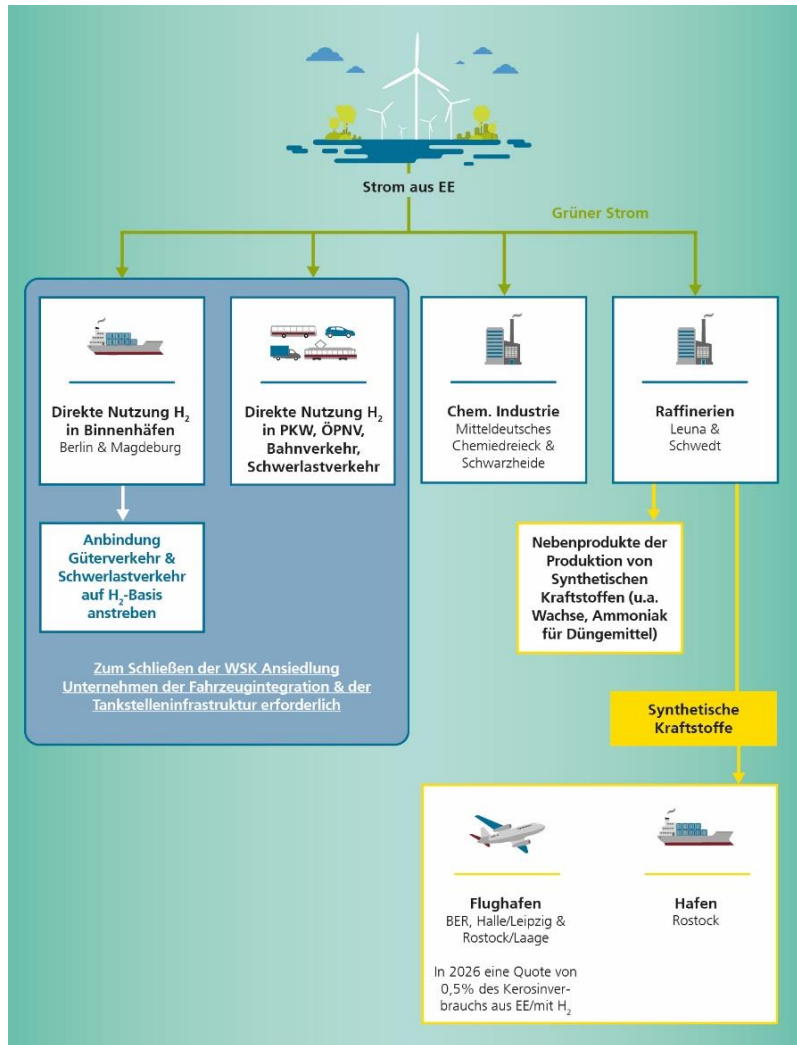 Strom aus EE
Grüner Strom
Direkte Nutzung H₂
in Binnenhäfen
Berlin & Magdeburg
Direkte Nutzung H₂
in PKW, ÖPNV,
Bahnverkehr,
Schwerlastverkehr
Chem. Industrie
Mitteldeutsches
Chemiedreieck &
Schwarzheide
Raffinerien
Leuna &
Schwedt
Anbindung
Güterverkehr &
Schwerlastverkehr
auf H₂-Basis
anstreben
Nebenprodukte der
Produktion von
Synthetischen
Kraftstoffen (u.a.
Wachse, Ammoniak
für Düngemittel)
Zum Schließen der WSK Ansiedlung
Unternehmen der Fahrzeugintegration & der
Tankstelleninfrastruktur erforderlich
Synthetische
Kraftstoffe
Flughafen
BER, Halle/Leipzig &
Rostock/Laage
In 2026 eine Quote von
0,5% des Kerosinver-
brauchs aus EE/mit H₂
Hafen
Rostock